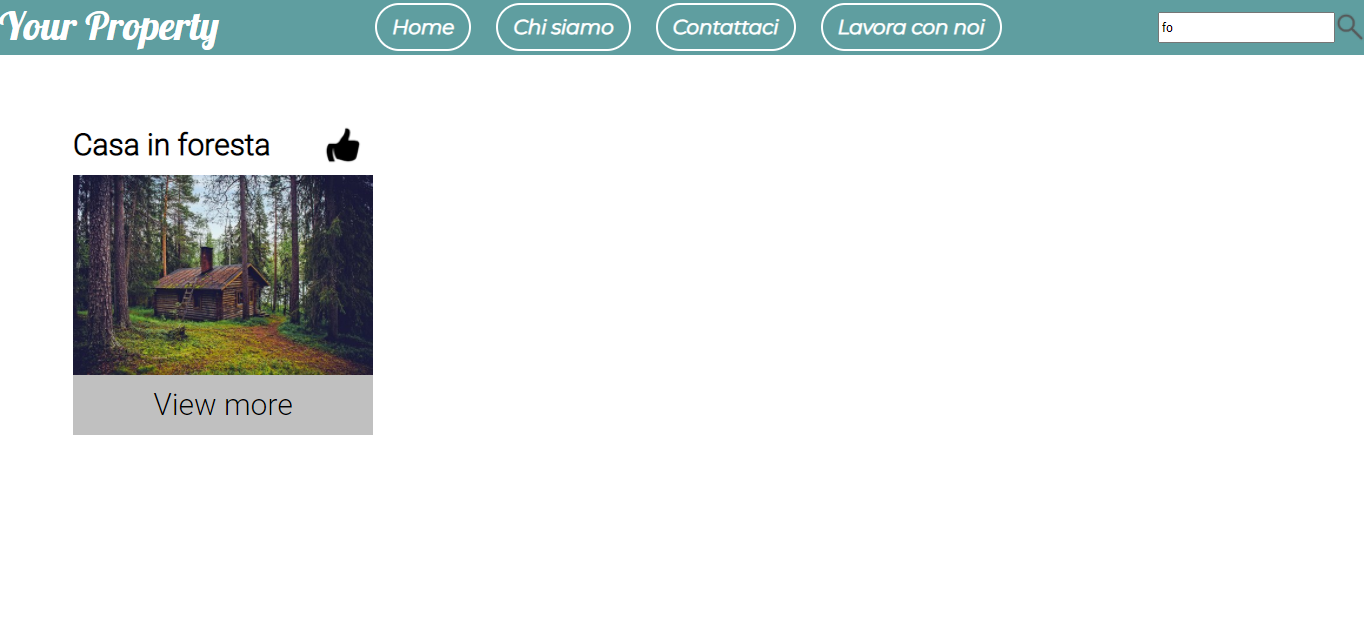 Your Property
Home
Chi siamo
Contattaci
Lavora con noi
fo
Casa in foresta
View more